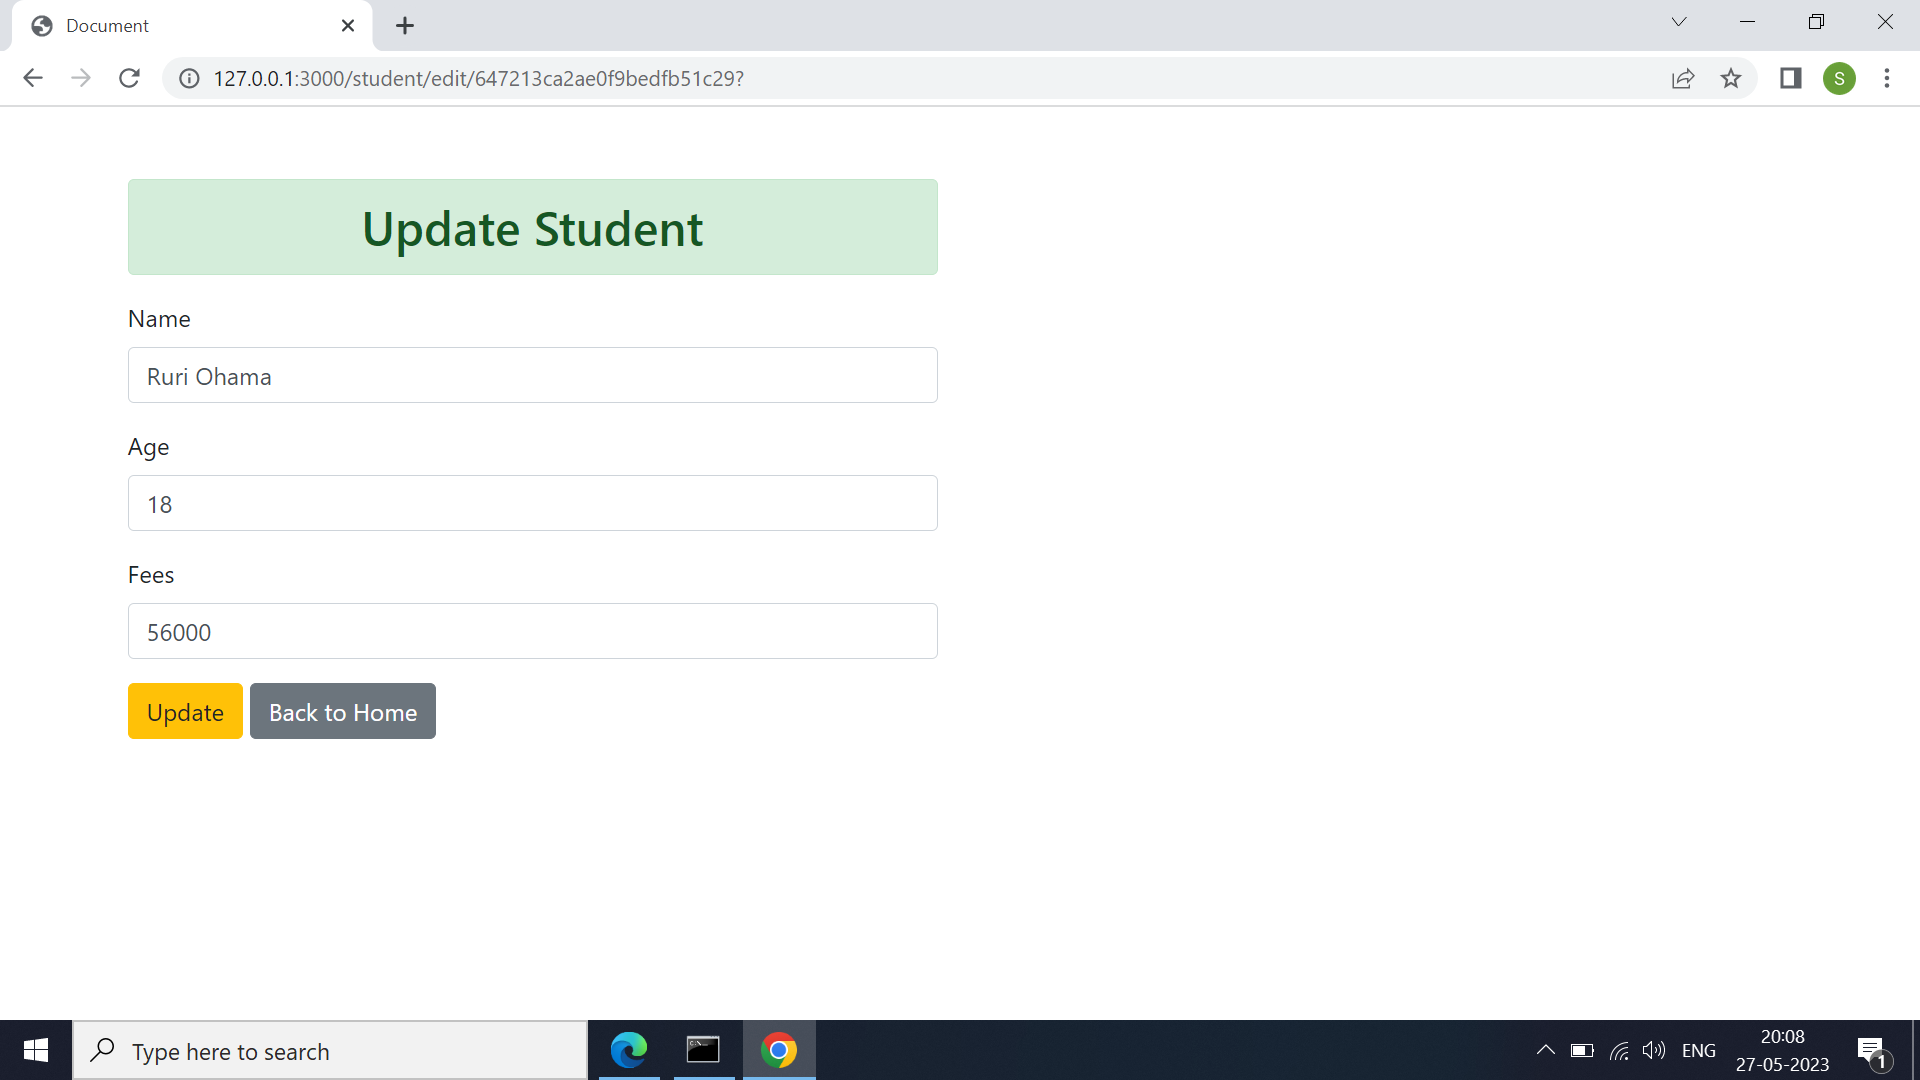 Document
127.0.0.1:3000/student/edit/647213ca2ae0f9bedfb51c29?
S
Update Student
Name
Ruri Ohama
Age
18
Fees
56000
Update Back to Home
Type here to search
ENG
20:08
27-05-2023
1